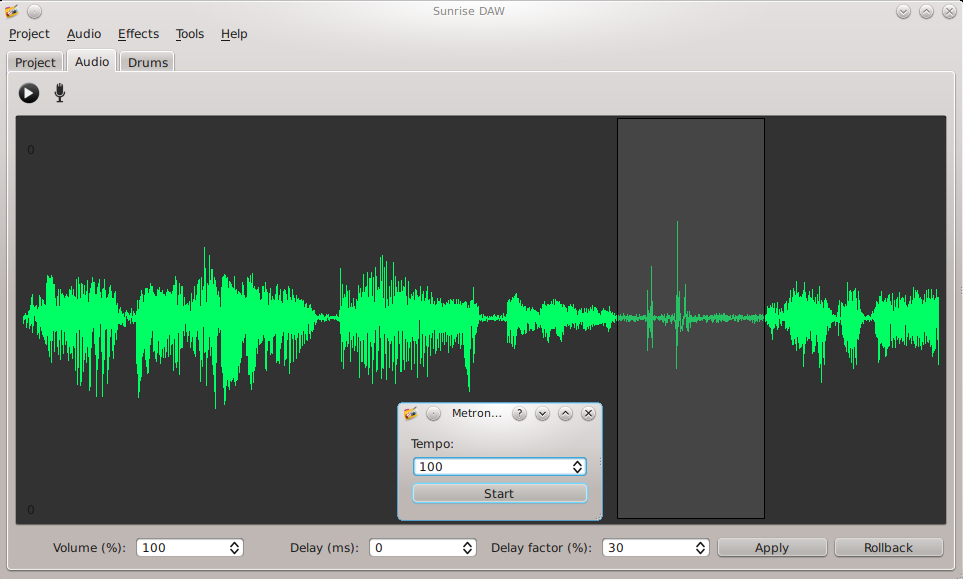 Sunrise DAW
Project Audio Effects Tools Help
Project Audio Drums
0
Metron... ?
Tempo:
100
Start
0
Volume (%): 100 Delay (ms): 0 Delay factor (%): 30 Apply Rollback